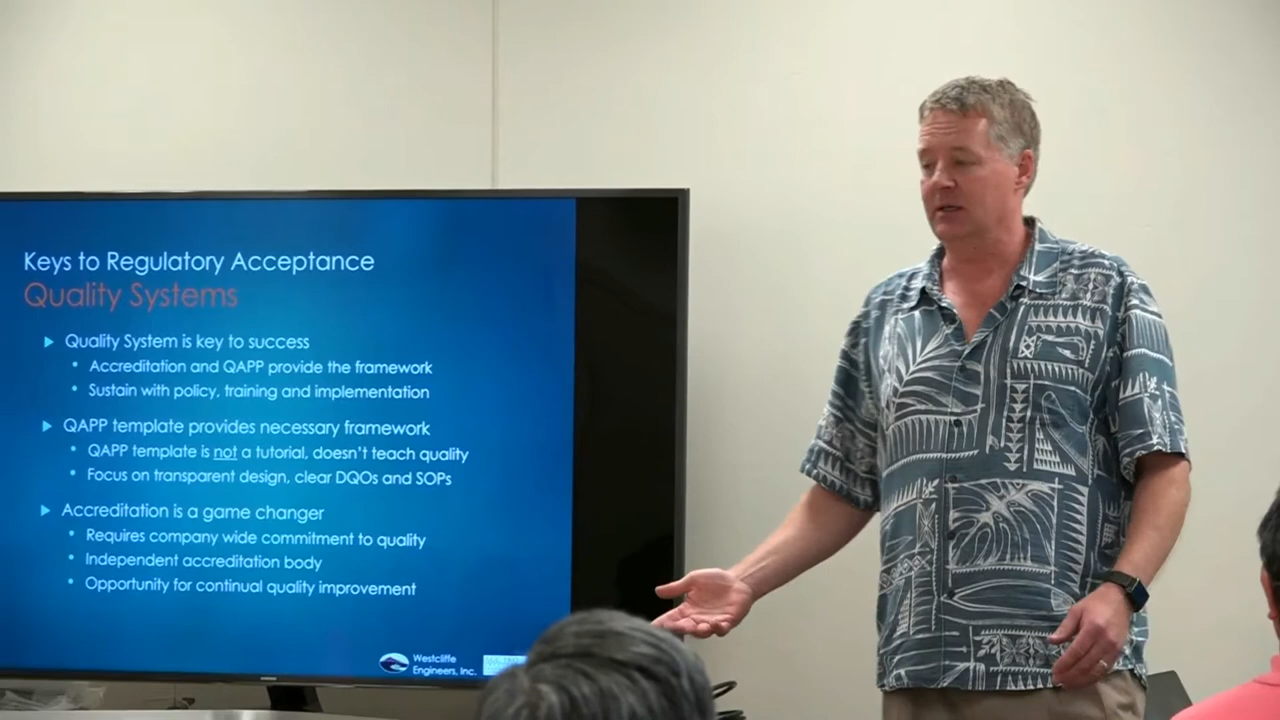 Keys to Regulatory Acceptance
Quality Systems
Quality System is key to success
Accreditation and QAPP provide the framework
Sustain with policy, training and implementation
QAPP template provides necessary framework
QAPP template is not a tutorial, doesn't teach quality
Focus on transparent design, clear DQOs and SOPs
Accreditation is a game changer
Requires company wide commitment to quality
Independent accreditation body
Opportunity for continual quality improvement
Westcliffe
Engineers, Inc.